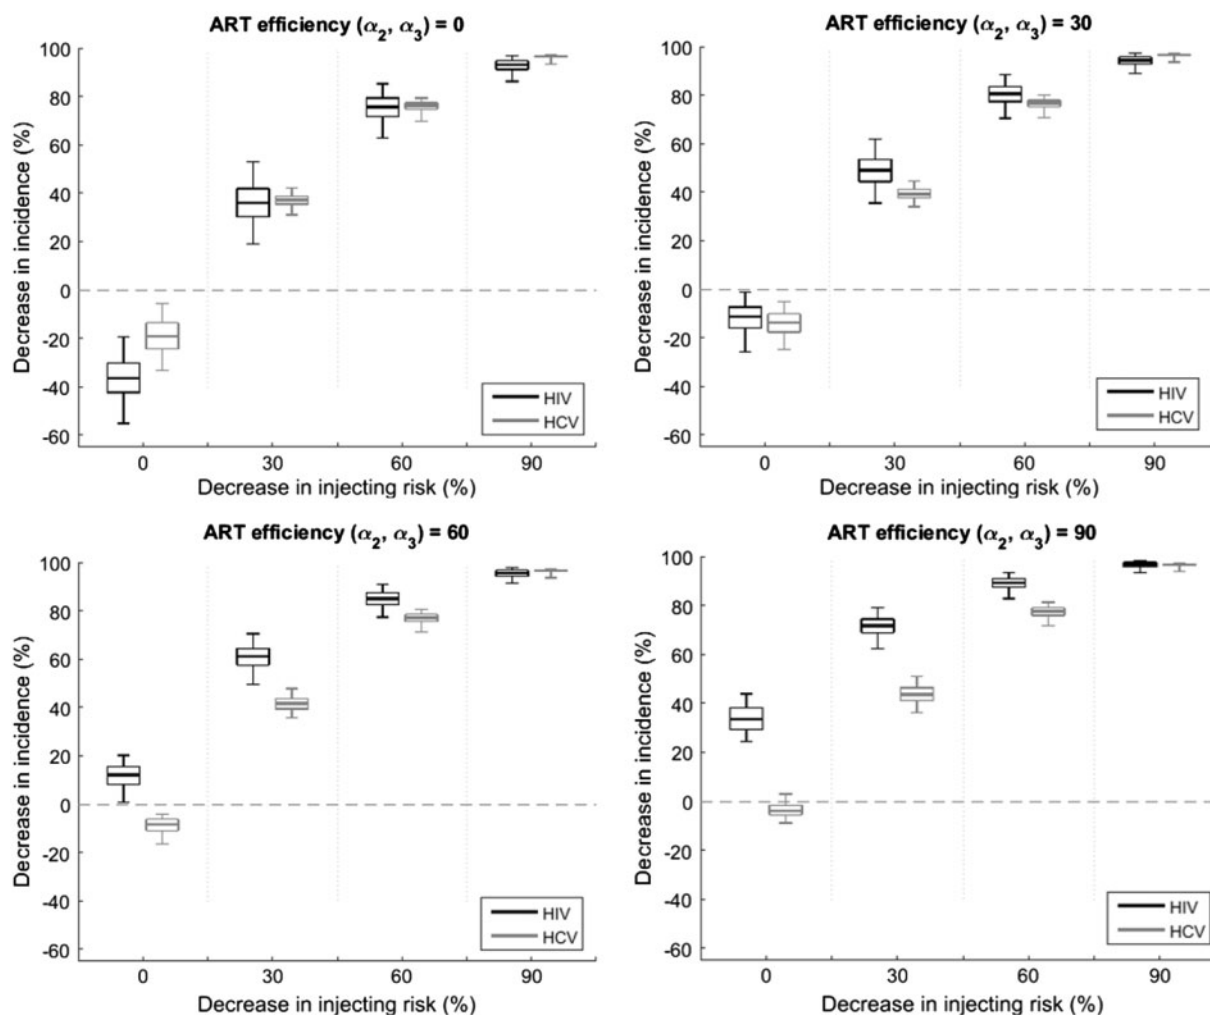 ART efficiency (α2, α3) = 0
Decrease in incidence (%)
100
80
60
40
20
0
-20
-40
-60
HIV
HCV
0 30 60 90
Decrease in injecting risk (%)
ART efficiency (α2, α3) = 30
Decrease in incidence (%)
100
80
60
40
20
0
-20
-40
-60
HIV
HCV
0 30 60 90
Decrease in injecting risk (%)
ART efficiency (α2, α3) = 60
Decrease in incidence (%)
100
80
60
40
20
0
-20
-40
-60
HIV
HCV
0 30 60 90
Decrease in injecting risk (%)
ART efficiency (α2, α3) = 90
Decrease in incidence (%)
100
80
60
40
20
0
-20
-40
-60
HIV
HCV
0 30 60 90
Decrease in injecting risk (%)